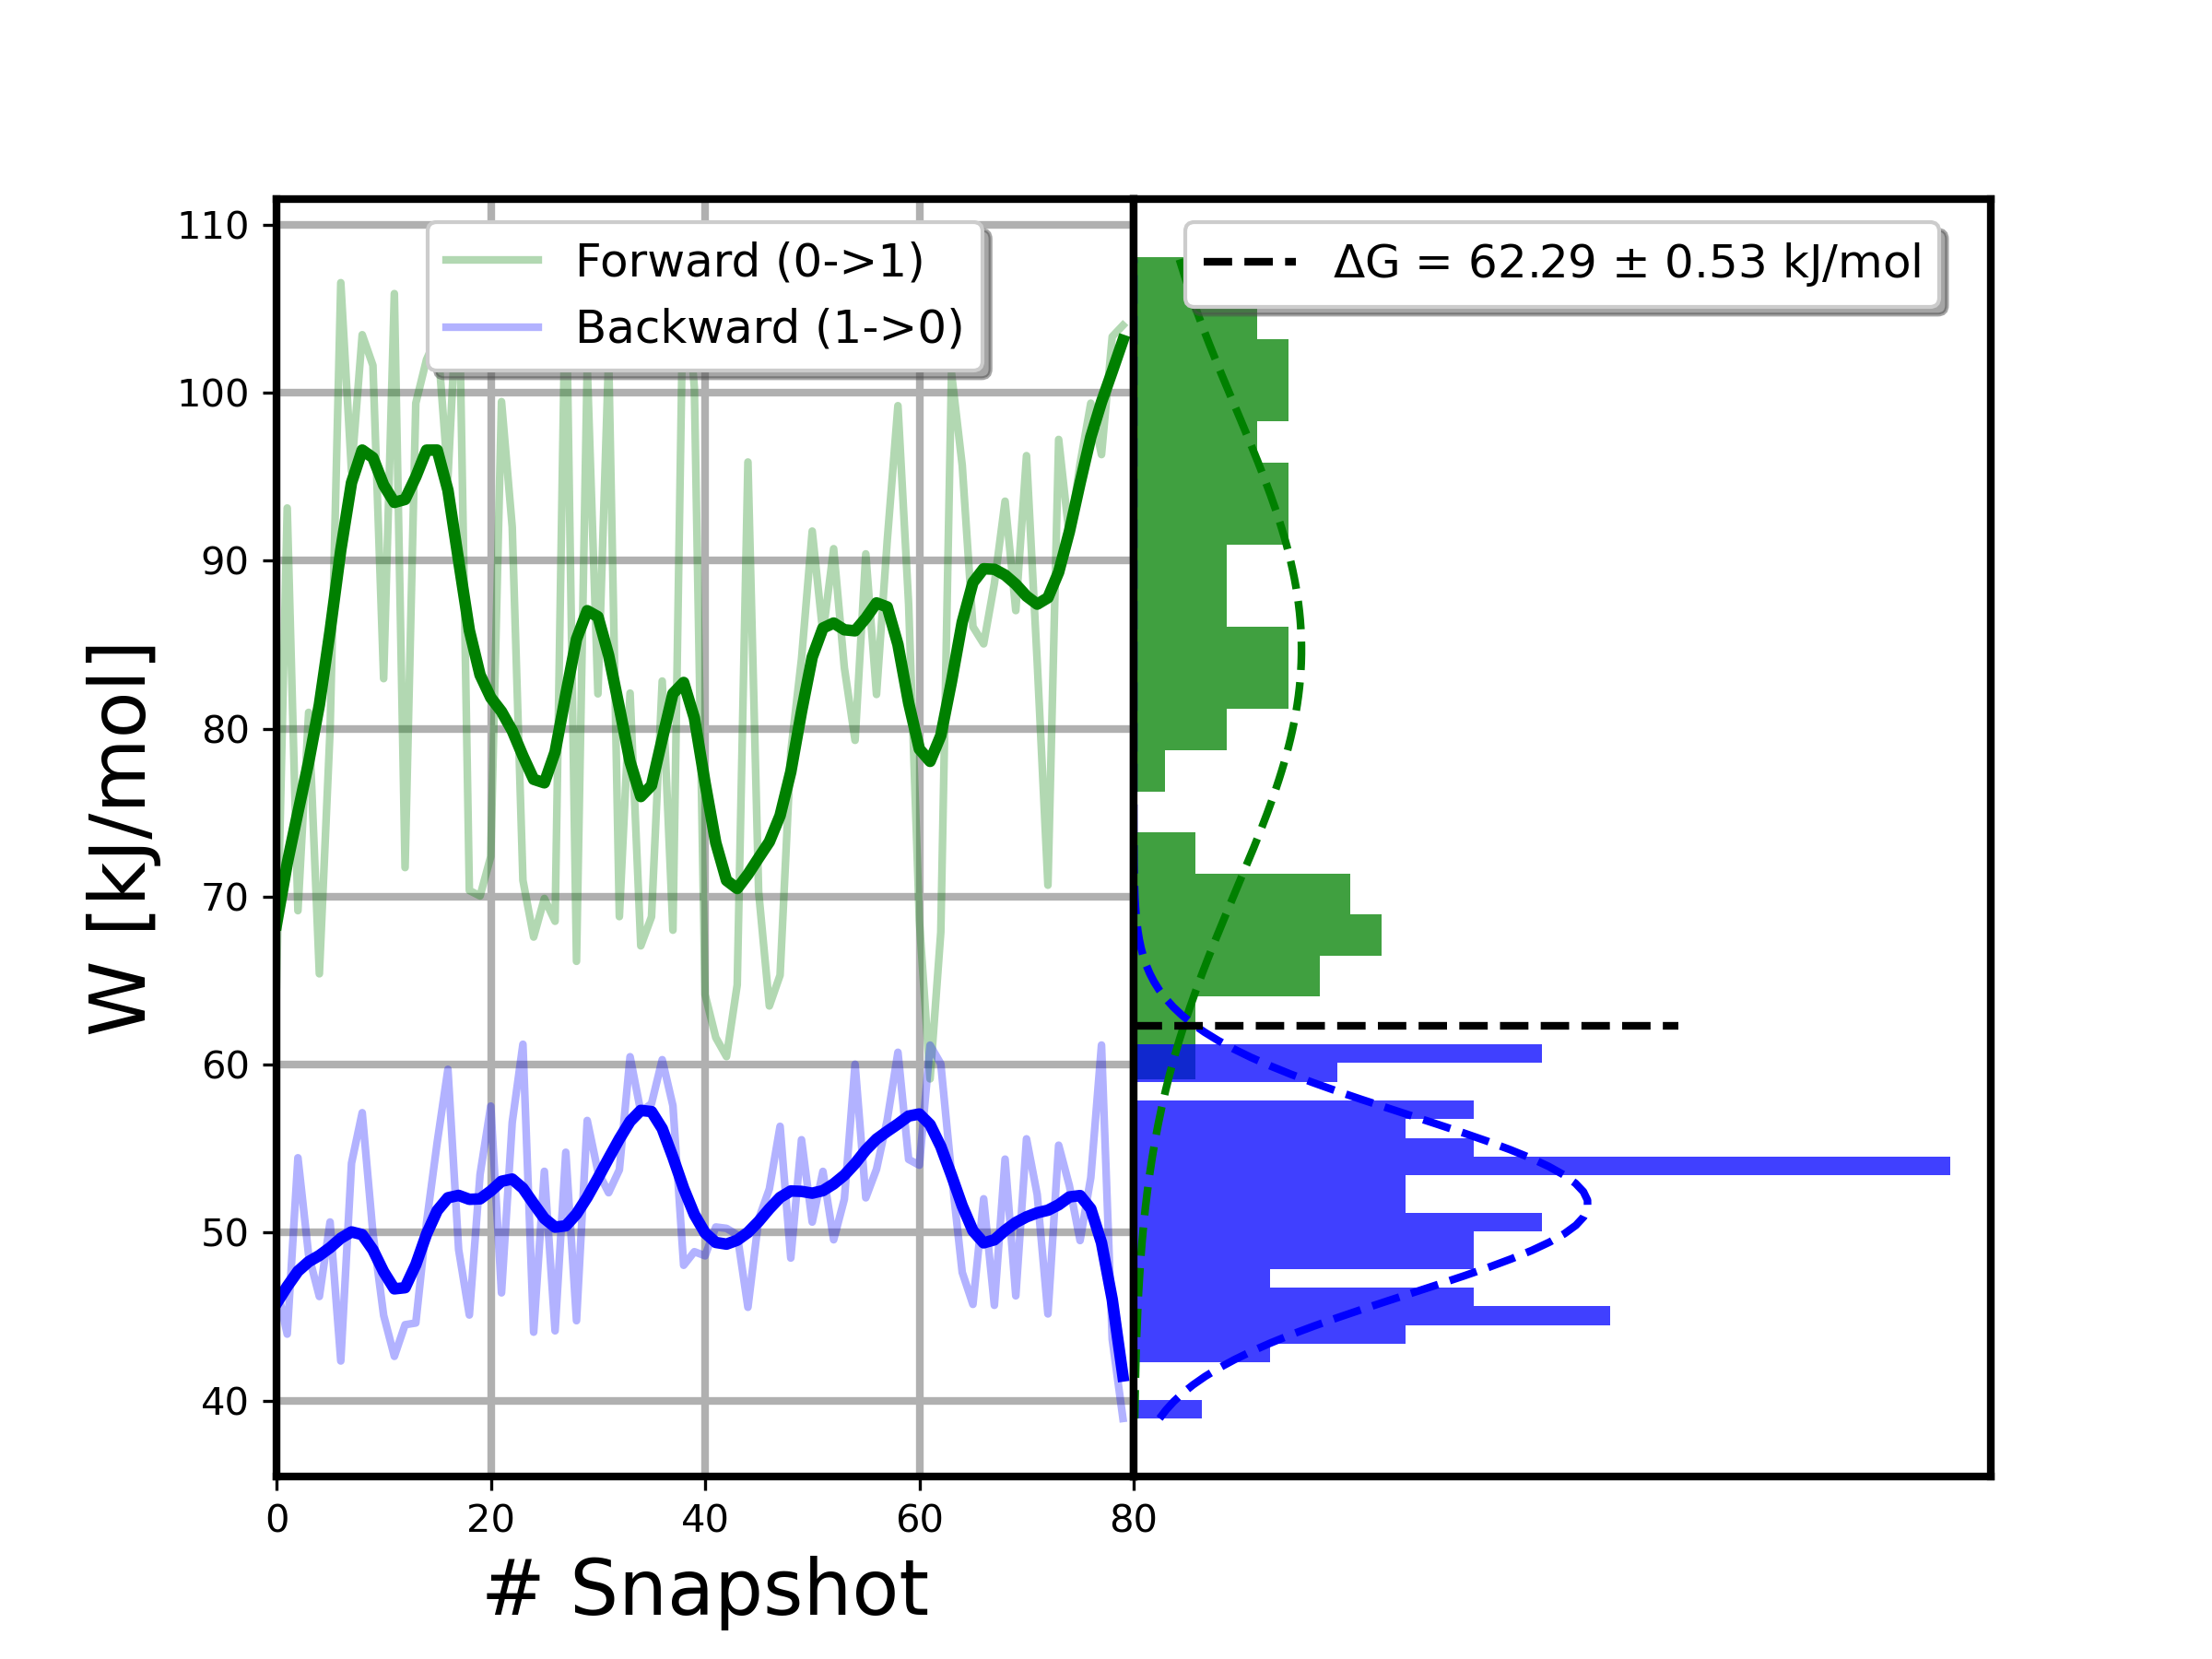 Forward (0->1)
Backward (1->0)
ΔG = 62.29 ± 0.53 kJ/mol
W [kJ/mol]
110
100
90
80
70
60
50
40
0 20 40 60 80
# Snapshot